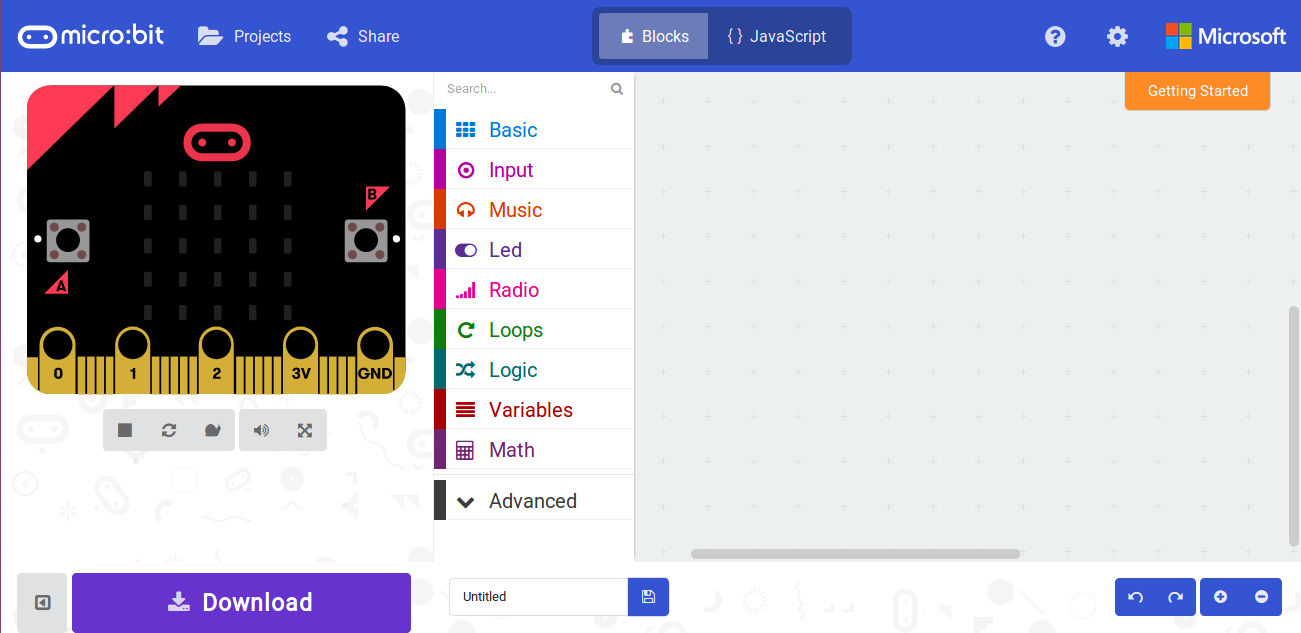 micro:bit
Projects
Share
Blocks
{ } JavaScript
?
Microsoft
Search...
Getting Started
Basic
Input
Music
Led
Radio
Loops
Logic
Variables
Math
Advanced
B
A
0 1 2 3V GND
Download
Untitled